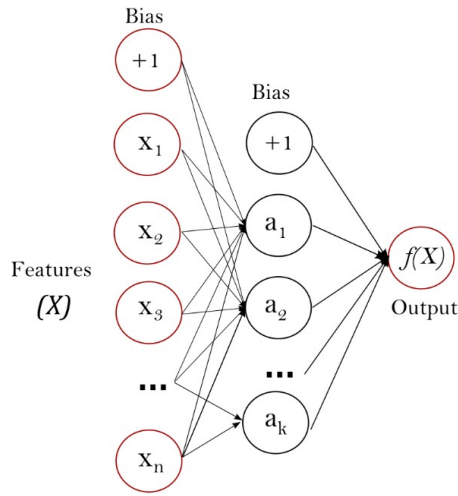 Bias
+1
x1
x2
x3
...
xn
Features
(X)
Bias
+1
a1
a2
...
ak
f(X)
Output